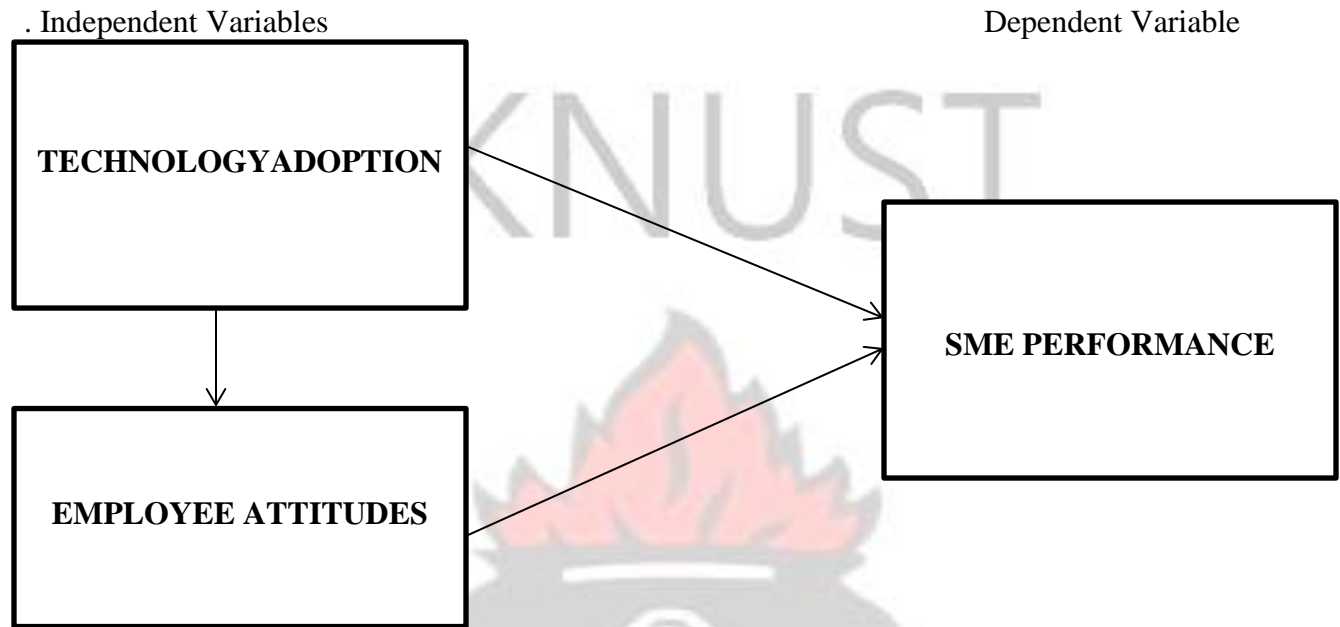 . Independent Variables Dependent Variable
KNUST
TECHNOLOGYADOPTION
SME PERFORMANCE
EMPLOYEE ATTITUDES